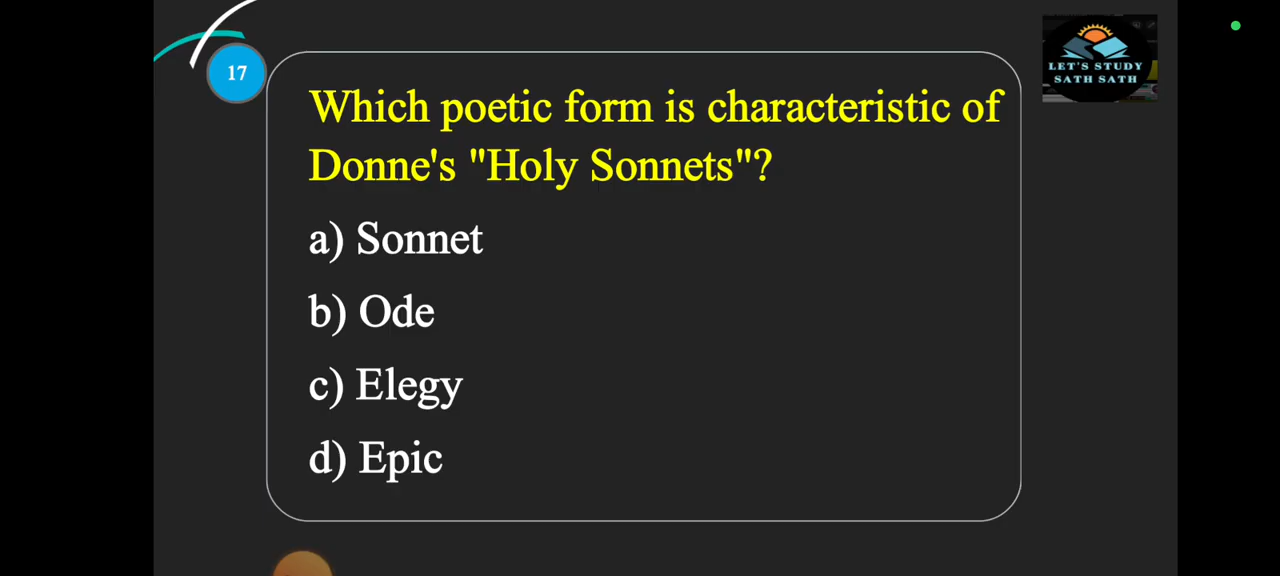 17
LET'S STUDY
SATH SATH
Which poetic form is characteristic of
Donne's "Holy Sonnets"?
a) Sonnet
b) Ode
c) Elegy
d) Epic